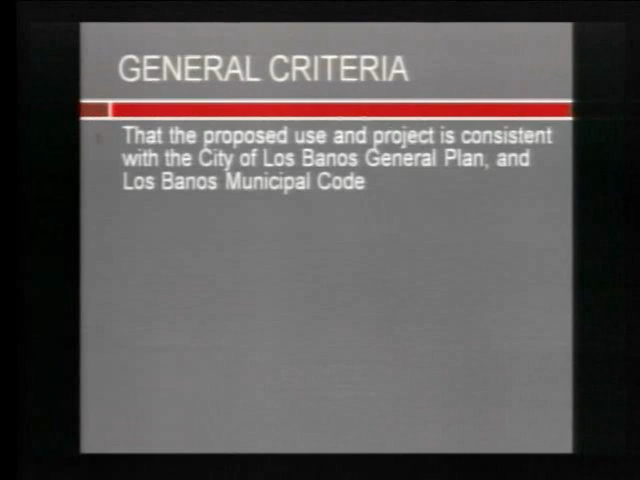 GENERAL CRITERIA
That the proposed use and project is consistent
with the City of Los Banos General Plan, and
Los Banos Municipal Code